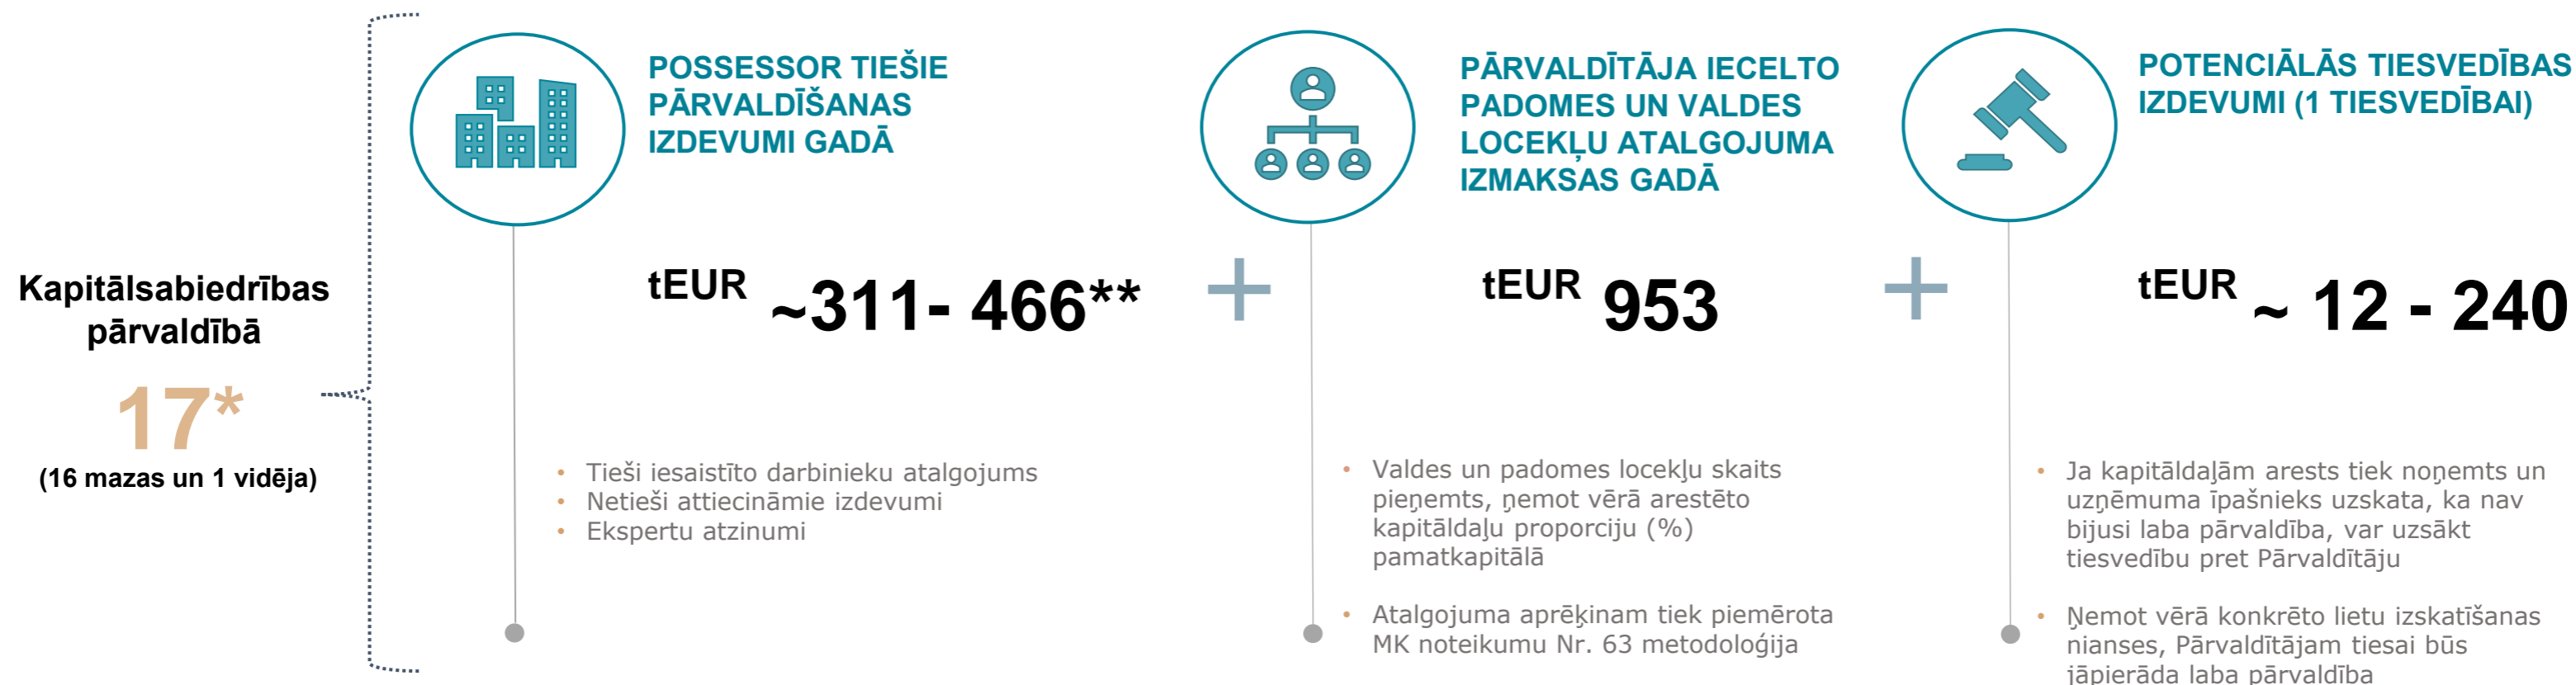 Kapitālsabiedrības
pārvaldībā
17*
(16 mazas un 1 vidēja)
POSSESSOR TIEŠIE
PĀRVALDĪŠANAS
IZDEVUMI GADĀ
tEUR ~311- 466**
• Tieši iesaistīto darbinieku atalgojums
• Netieši attiecināmie izdevumi
• Ekspertu atzinumi
+
PĀRVALDĪTĀJA IECELTO
PADOMES UN VALDES
LOCEKĻU ATALGOJUMA
IZMAKSAS GADĀ
tEUR 953
• Valdes un padomes locekļu skaits
pieņemts, ņemot vērā arestēto
kapitāldaļu proporciju (%)
pamatkapitālā
• Atalgojuma aprēķinam tiek piemērota
MK noteikumu Nr. 63 metodoloģija
+
POTENCIĀLĀS TIESVEDĪBAS
IZDEVUMI (1 TIESVEDĪBAI)
tEUR ~ 12 - 240
• Ja kapitāldaļām arests tiek noņemts un
uzņēmuma īpašnieks uzskata, ka nav
bijusi laba pārvaldība, var uzsākt
tiesvedību pret Pārvaldītāju
• Ņemot vērā konkrēto lietu izskatīšanas
nianses, Pārvaldītājam tiesai būs
jāpierāda laba pārvaldība